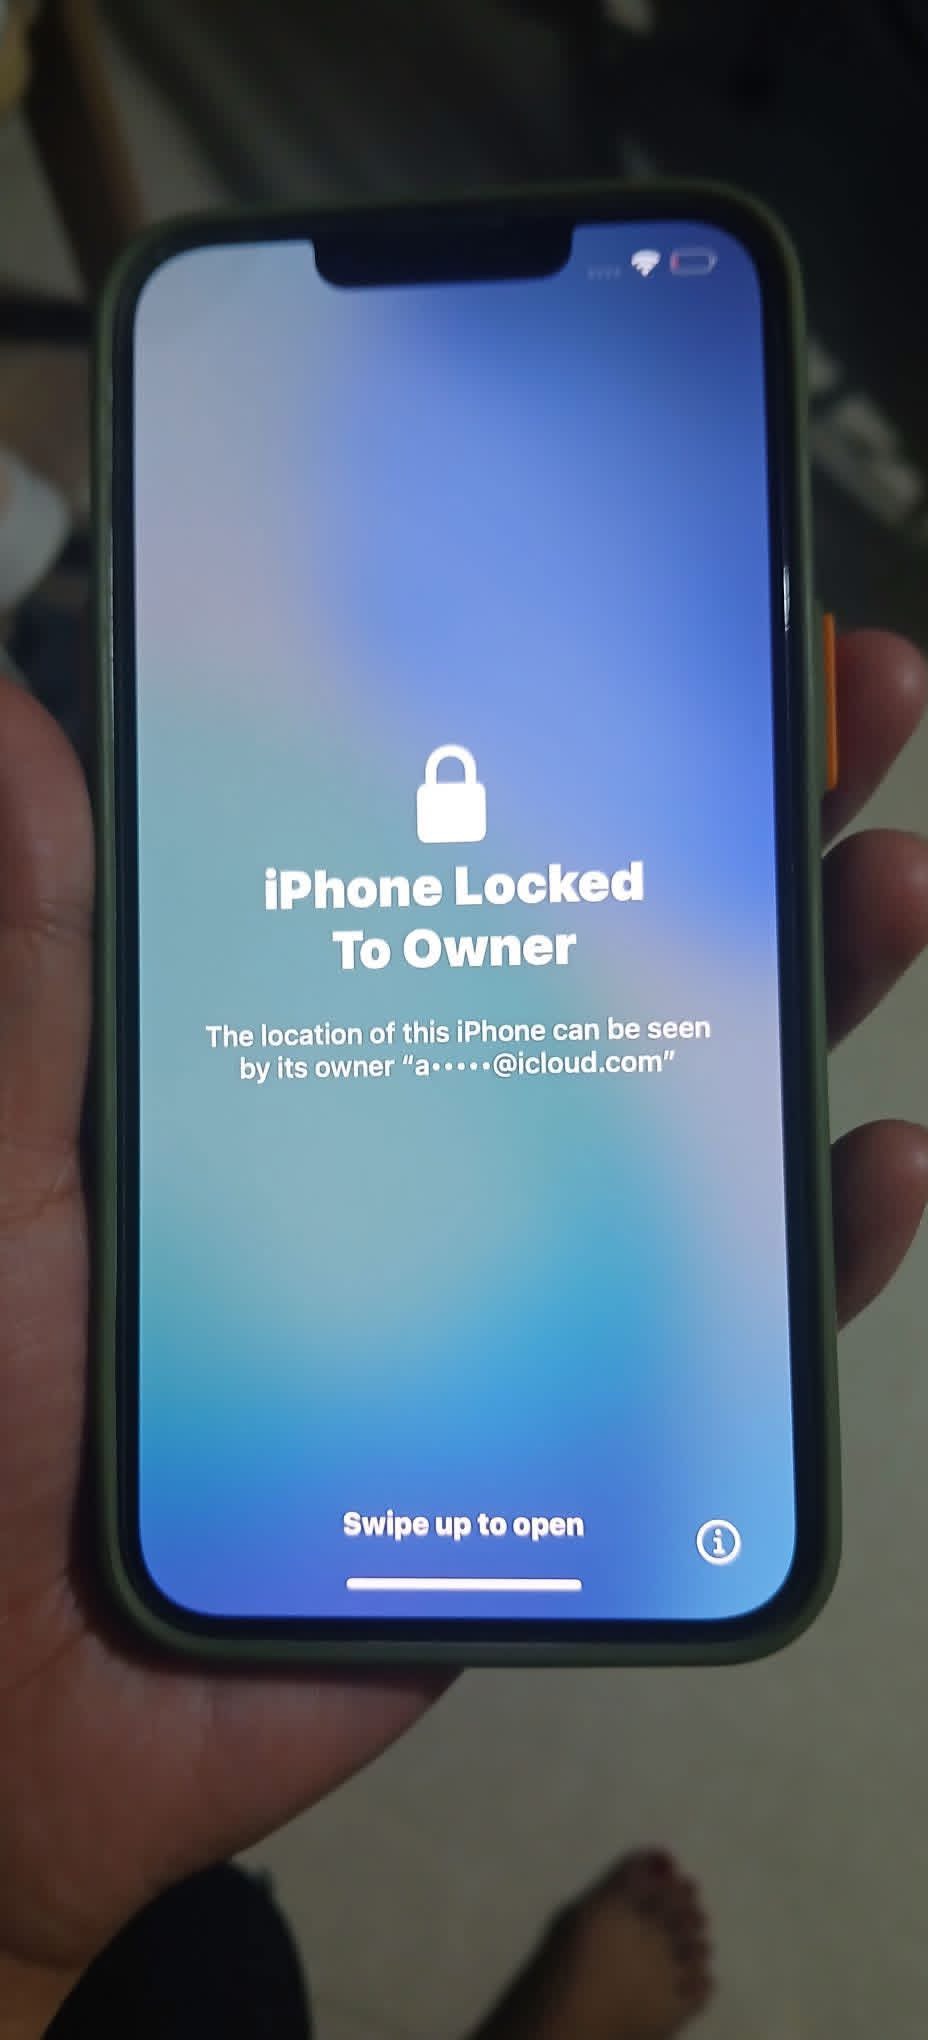 iPhone Locked
To Owner
The location of this iPhone can be seen
by its owner “a•••••@icloud.com”
Swipe up to open